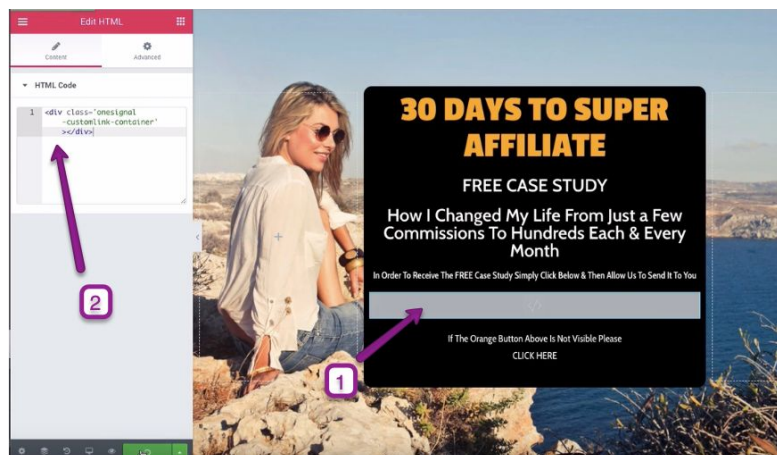 Edit HTML
Content
Advanced
HTML Code
1
<div class='onesignal
-customlink-container'
></div>
2
30 DAYS TO SUPER
AFFILIATE
FREE CASE STUDY
How I Changed My Life From Just a Few
Commissions To Hundreds Each & Every
Month
In Order To Receive The FREE Case Study Simply Click Below & Then Allow Us To Send It To You
</>
If The Orange Button Above Is Not Visible Please
1
CLICK HERE